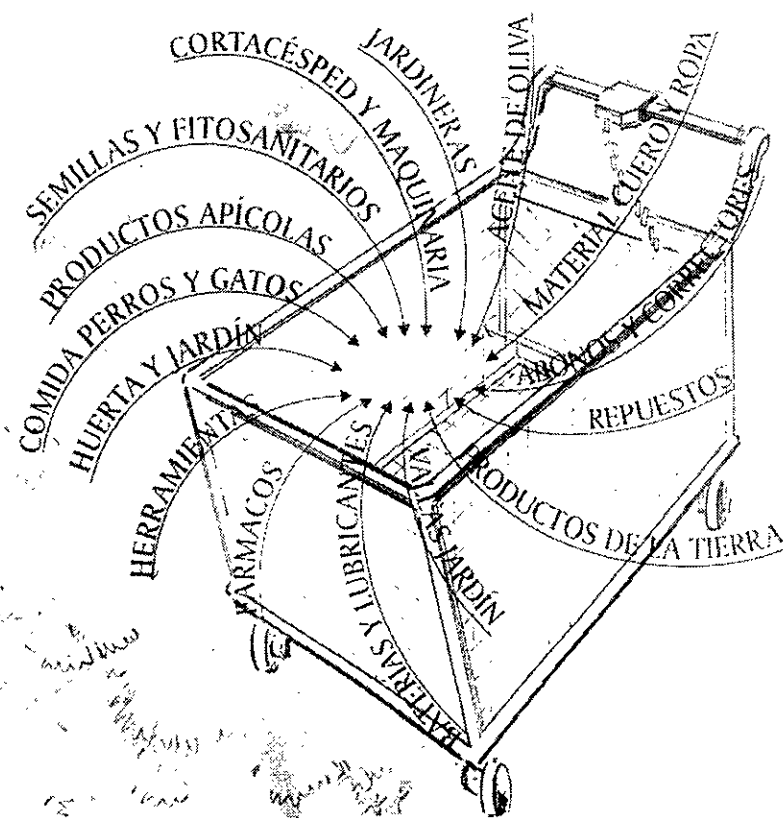 CORTACÉSPED Y MAQUINARIA
JARDINERAS
ACEITE DE OLIVA
MATERIAL CUERO Y ROPA
SEMILLAS Y FITOSANITARIOS
PRODUCTOS APÍCOLAS
COMIDA PERROS Y GATOS
HUERTA Y JARDÍN
HERRAMIENTAS
FARMACOS
BATERÍAS Y LUBRICANTES
VALLAS JARDÍN
PRODUCTOS DE LA TIERRA
REPUESTOS
ABONOS Y CORRECTORES